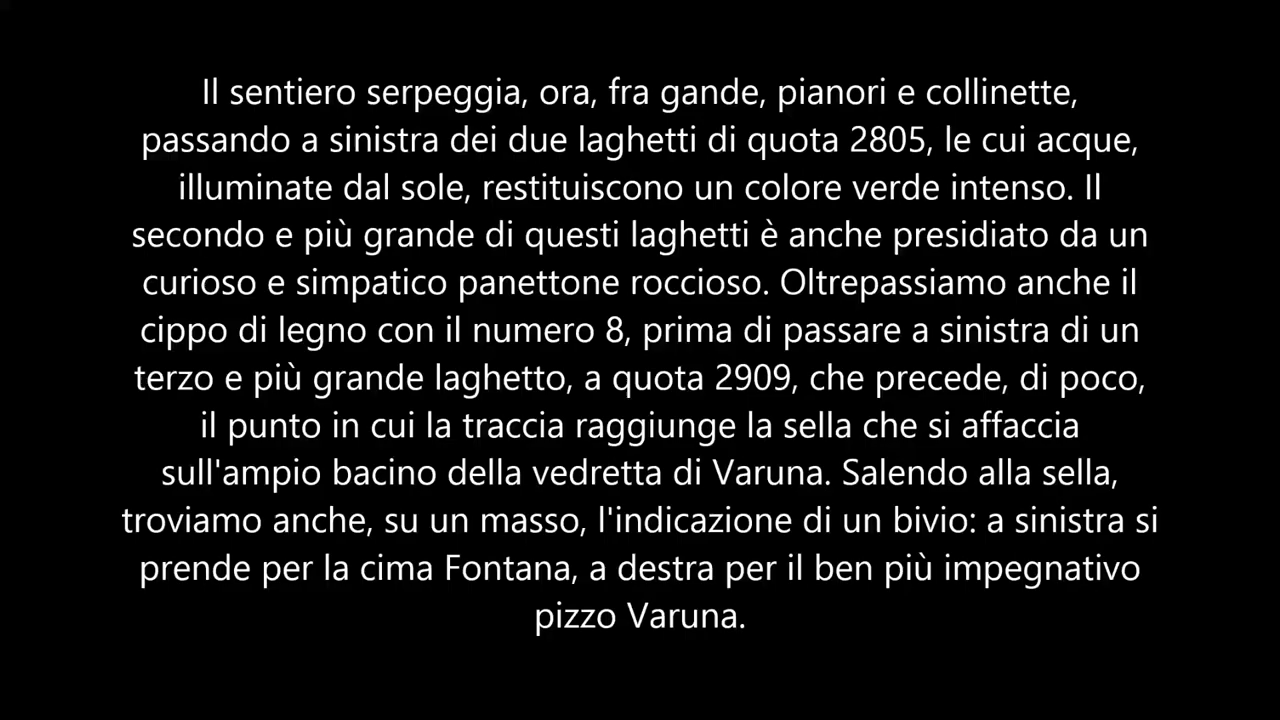 Il sentiero serpeggia, ora, fra gande, pianori e collinette,
passando a sinistra dei due laghetti di quota 2805, le cui acque,
illuminate dal sole, restituiscono un colore verde intenso. Il
secondo e più grande di questi laghetti è anche presidiato da un
curioso e simpatico panettone roccioso. Oltrepassiamo anche il
cippo di legno con il numero 8, prima di passare a sinistra di un
terzo e più grande laghetto, a quota 2909, che precede, di poco,
il punto in cui la traccia raggiunge la sella che si affaccia
sull'ampio bacino della vedretta di Varuna. Salendo alla sella,
troviamo anche, su un masso, l'indicazione di un bivio: a sinistra si
prende per la cima Fontana, a destra per il ben più impegnativo
pizzo Varuna.